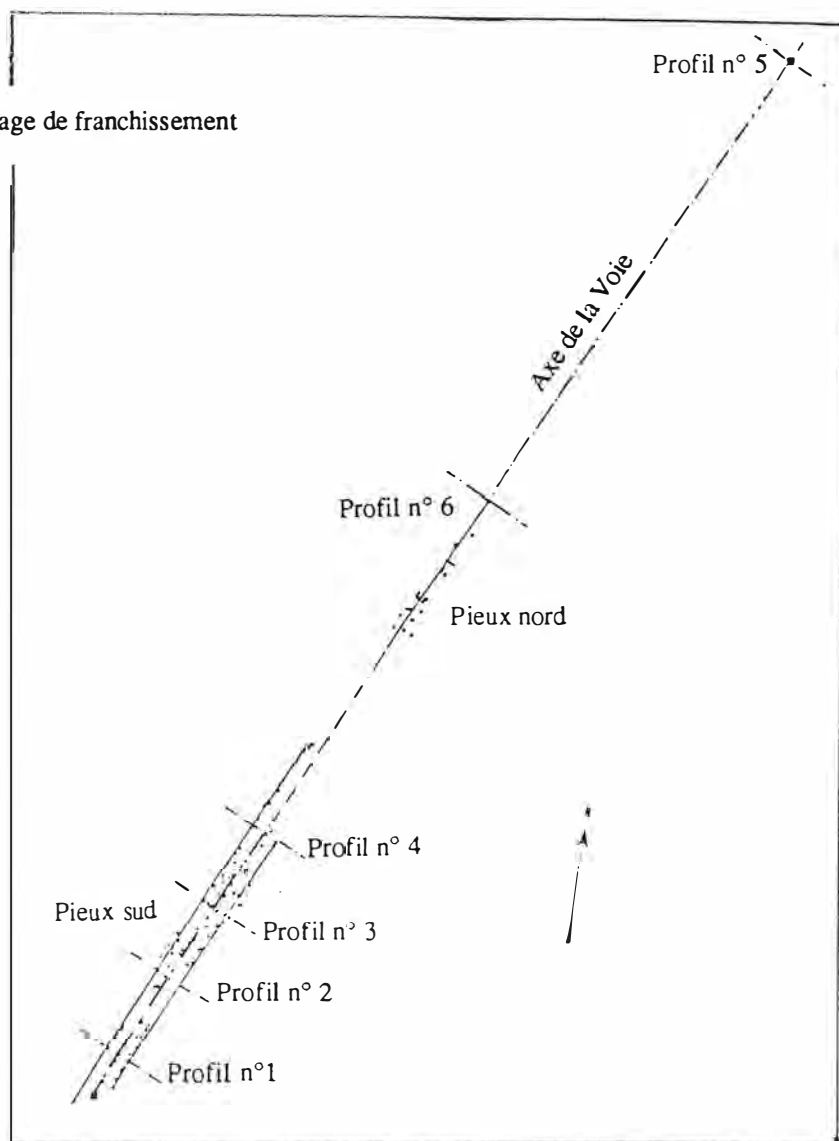 Profil n° 5
age de franchissement
Axe de la Voie
Profil n° 6
Pieux nord
Profil n° 4
Pieux sud
Profil n° 3
Profil n° 2
Profil n°1